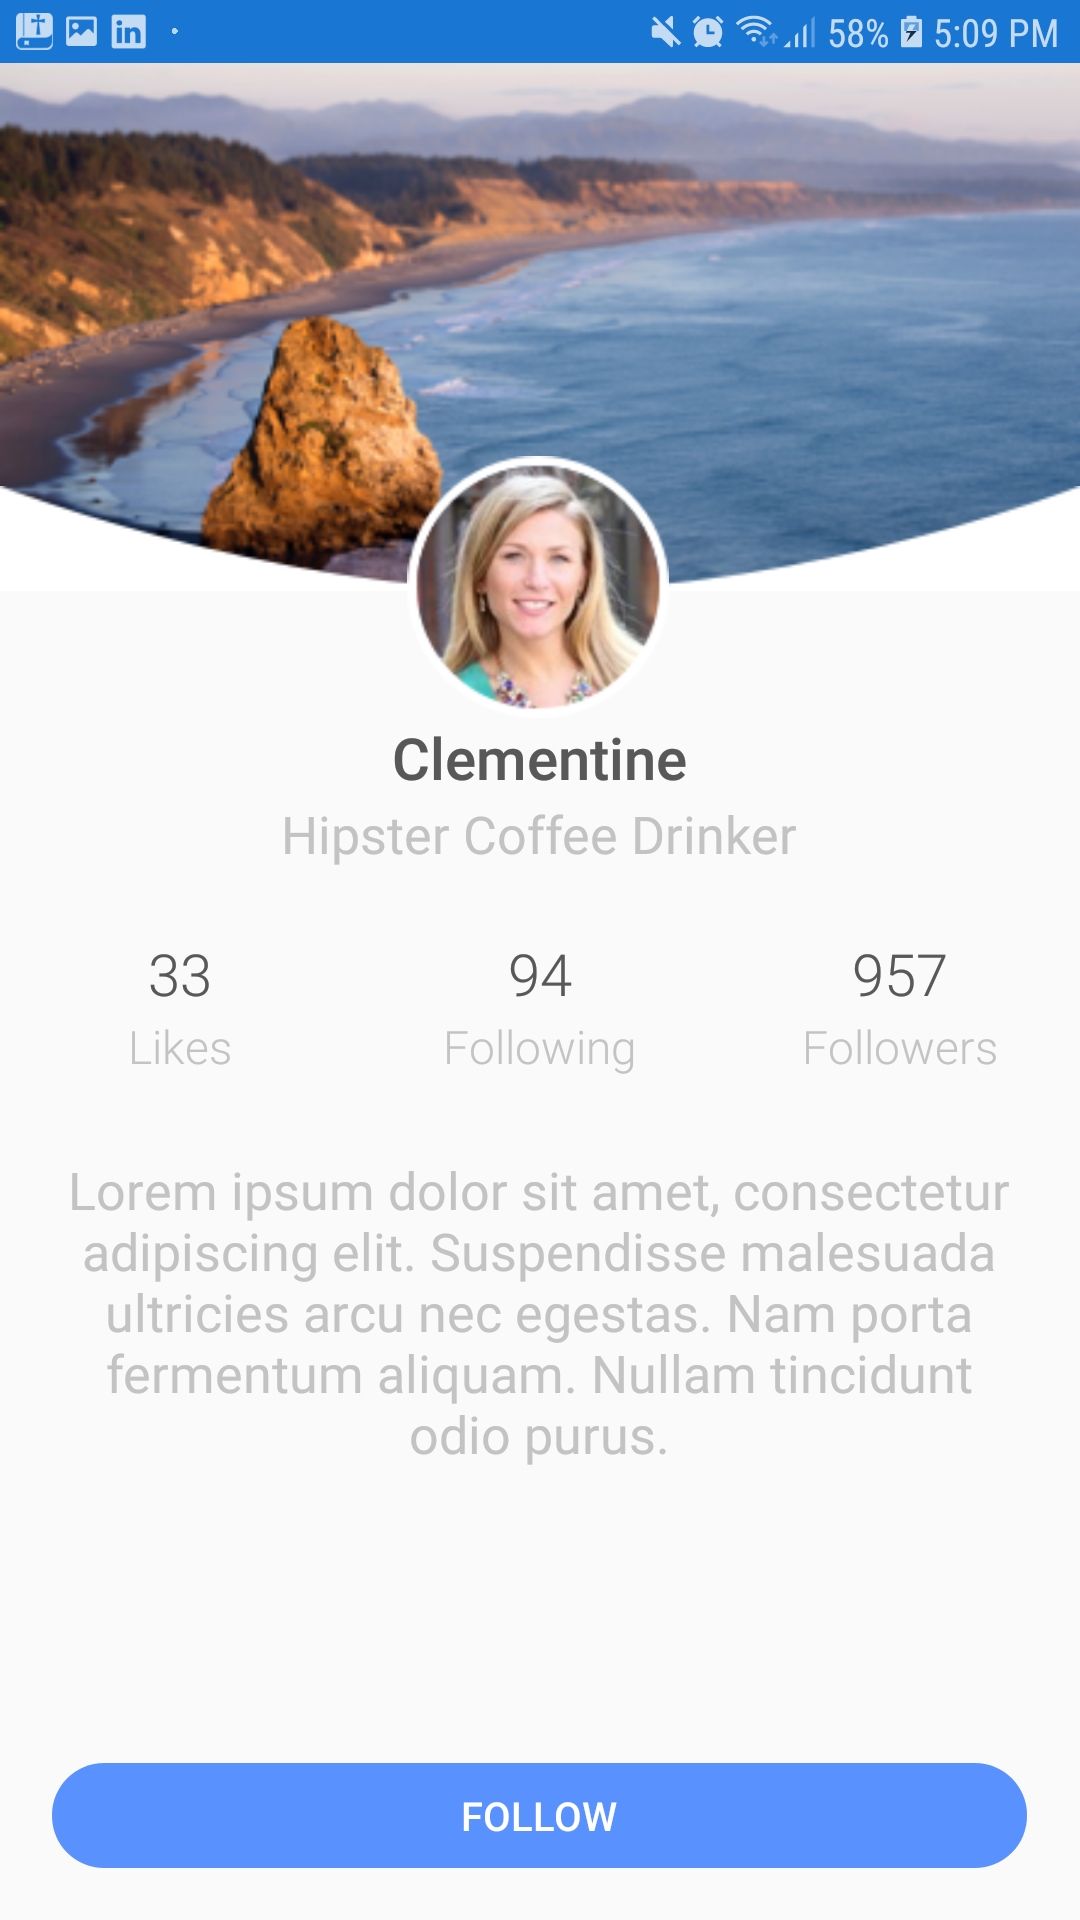 in
58% 5:09 PM
Clementine
Hipster Coffee Drinker
33 94 957
Likes Following Followers
Lorem ipsum dolor sit amet, consectetur
adipiscing elit. Suspendisse malesuada
ultricies arcu nec egestas. Nam porta
fermentum aliquam. Nullam tincidunt
odio purus.
FOLLOW